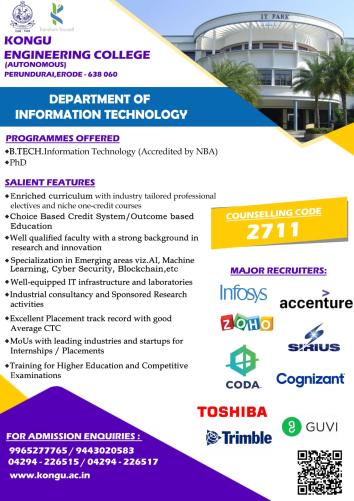 Transform Yourself
KONGU
ENGINEERING COLLEGE
(AUTONOMOUS)
PERUNDURAI,ERODE - 638 060
IT PARK
DEPARTMENT OF
INFORMATION TECHNOLOGY
PROGRAMMES OFFERED
◆B.TECH.Information Technology (Accredited by NBA)
◆PhD
SALIENT FEATURES
◆Enriched curriculum with industry tailored professional
electives and niche one-credit courses
◆Choice Based Credit System/Outcome based
Education
◆Well qualified faculty with a strong background in
research and innovation
◆Specialization in Emerging areas viz.AI, Machine
Learning, Cyber Security, Blockchain,etc
◆Well-equipped IT infrastructure and laboratories
◆Industrial consultancy and Sponsored Research
activities
◆Excellent Placement track record with good
Average CTC
◆MoUs with leading industries and startups for
Internships / Placements
◆Training for Higher Education and Competitive
Examinations
COUNSELLING CODE
2711
MAJOR RECRUITERS:
Infosys
accenture
ZOHO
SIRIUS
CODA
Cognizant
TOSHIBA
Trimble
GUVI
FOR ADMISSION ENQUIRIES :
9965277765 / 9443020583
04294 - 226515 / 04294 - 226517
www.kongu.ac.in